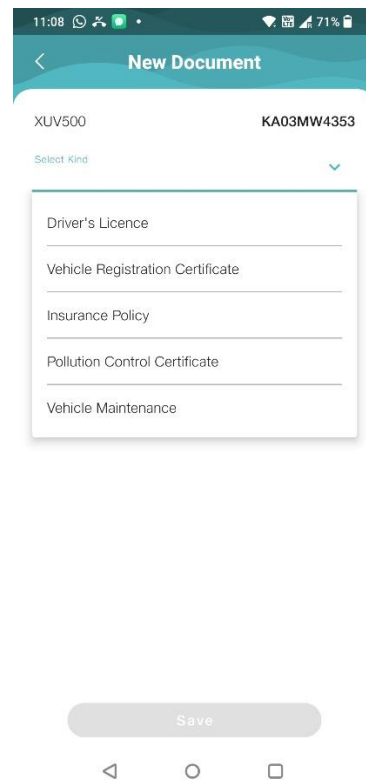 11:08 71%
New Document
XUV500 KA03MW4353
Select Kind
Driver's Licence
Vehicle Registration Certificate
Insurance Policy
Pollution Control Certificate
Vehicle Maintenance
Save